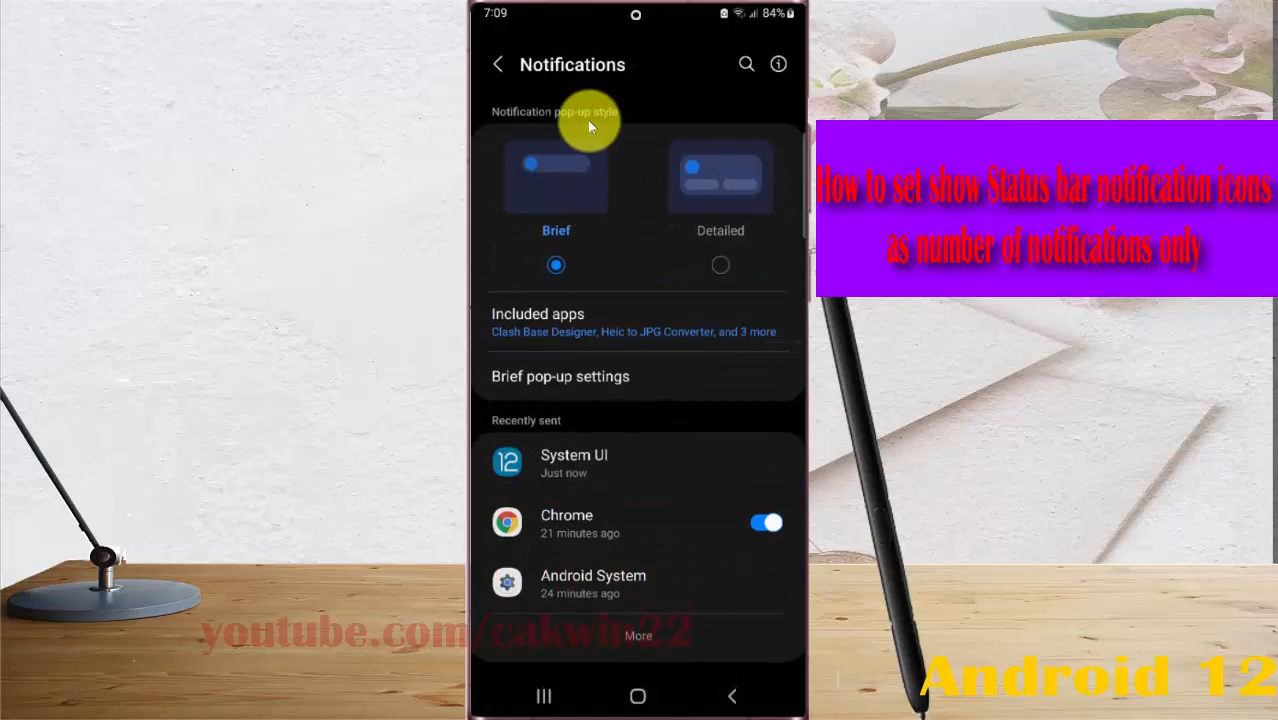 7:09
84%
Notifications
Notification pop-up style
Brief
Detailed
Included apps
Clash Base Designer, Heic to JPG Converter, and 3 more
Brief pop-up settings
Recently sent
12
System UI
Just now
Chrome
21 minutes ago
Android System
24 minutes ago
More
How to set show Status bar notification icons
as number of notifications only
youtube.com/cakwin22
Android 12